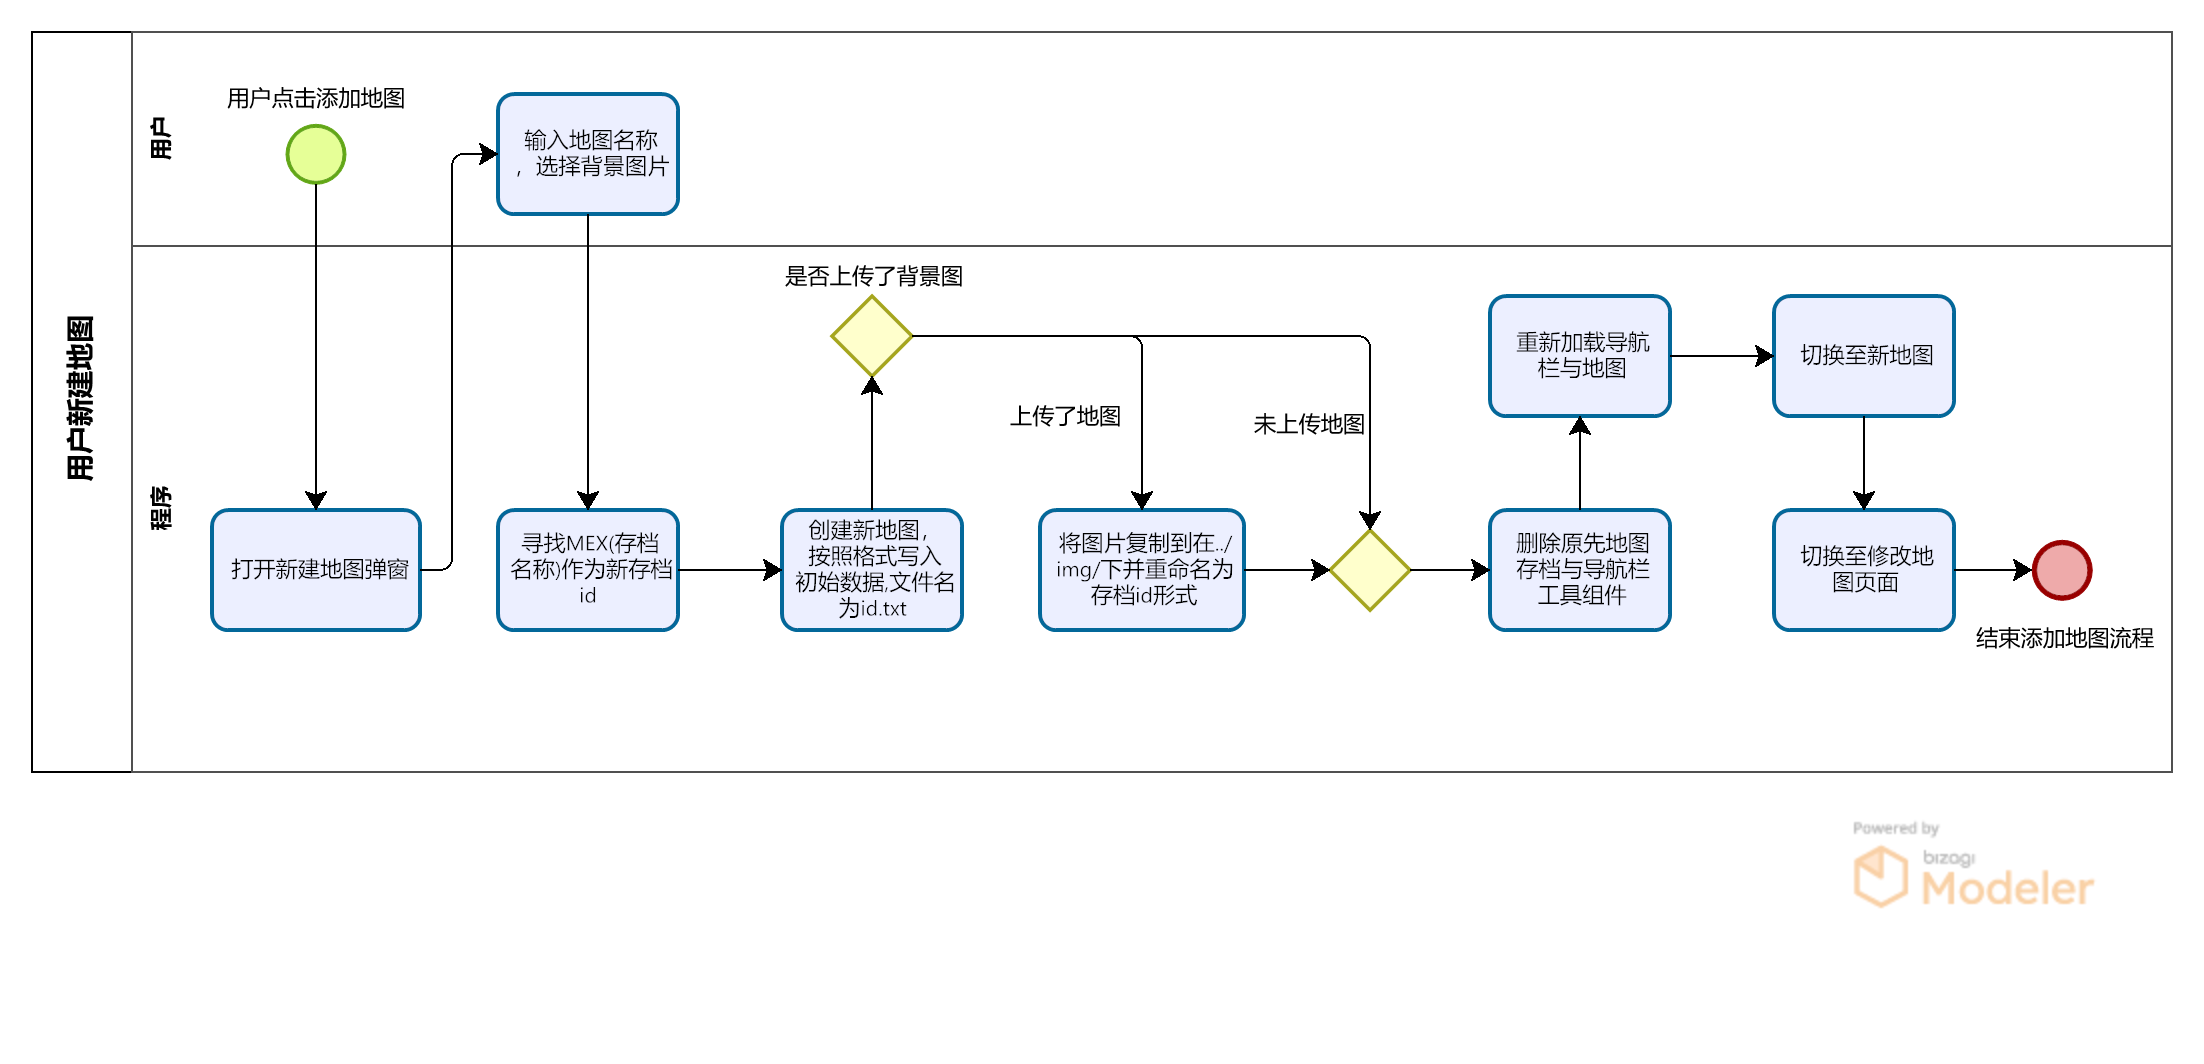 用户新建地图
用户
用户点击添加地图
输入地图名称
，选择背景图片
程序
打开新建地图弹窗
寻找MEX(存档
名称)作为新存档
id
创建新地图，
按照格式写入
初始数据,文件名
为id.txt
是否上传了背景图
上传了地图
未上传地图
将图片复制到在../
img/下并重命名为
存档id形式
删除原先地图
存档与导航栏
工具组件
重新加载导航
栏与地图
切换至新地图
切换至修改地
图页面
结束添加地图流程
Powered by
bizagi
Modeler